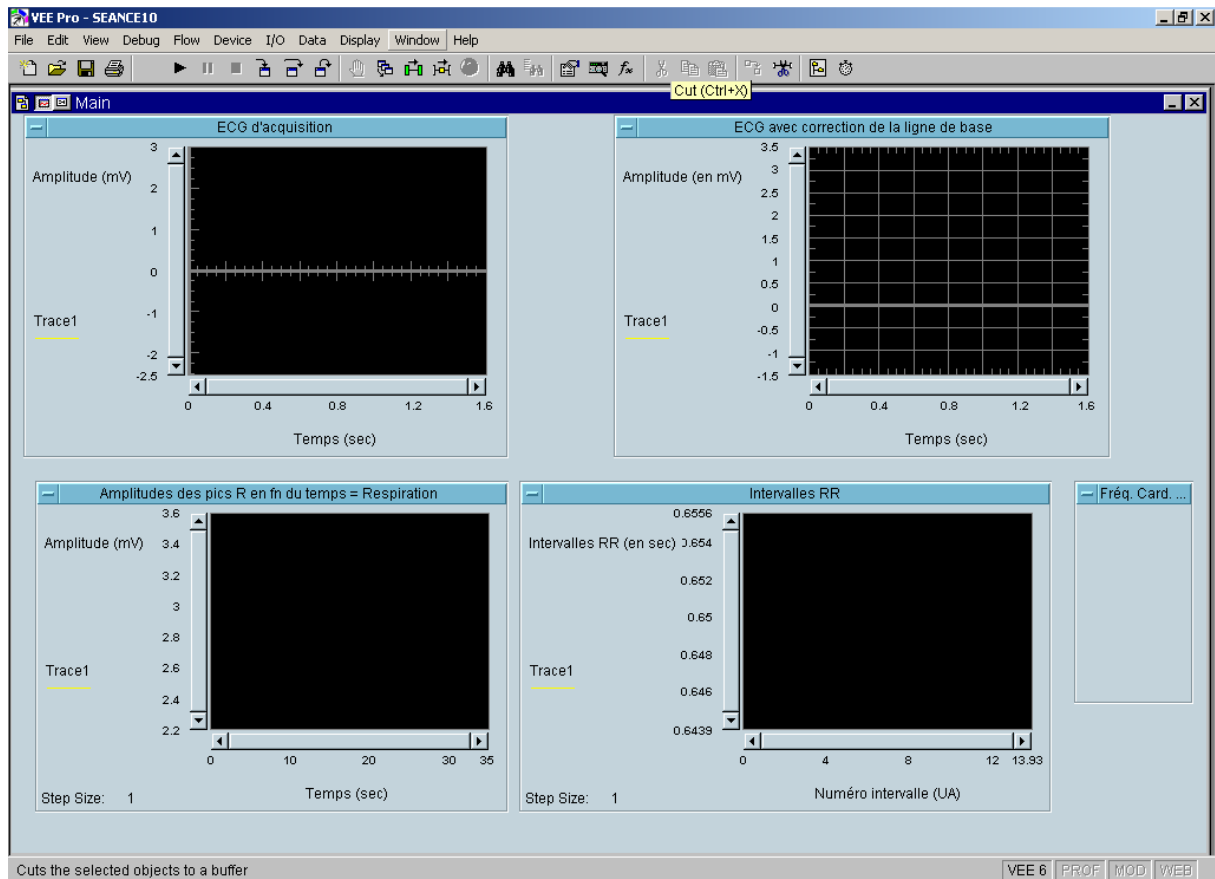 VEE Pro - SEANCE10
File Edit View Debug Flow Device I/O Data Display Window Help
Cut (Ctrl+X)
Main
ECG d'acquisition
Amplitude (mV)
3
2
1
0
-1
-2
-2.5
Trace1
0 0.4 0.8 1.2 1.6
Temps (sec)
ECG avec correction de la ligne de base
Amplitude (en mV)
3.5
3
2.5
2
1.5
1
0.5
0
-0.5
-1
-1.5
Trace1
0 0.4 0.8 1.2 1.6
Temps (sec)
Amplitudes des pics R en fn du temps = Respiration
Amplitude (mV)
3.6
3.4
3.2
3
2.8
2.6
2.4
2.2
Trace1
0 10 20 30 35
Step Size: 1
Temps (sec)
Intervalles RR
Intervalles RR (en sec)
0.6556
0.654
0.652
0.65
0.648
0.646
0.6439
Trace1
0 4 8 12 13.93
Step Size: 1
Numéro intervalle (UA)
Fréq. Card. ...
Cuts the selected objects to a buffer
VEE 6 PROF MOD WEB